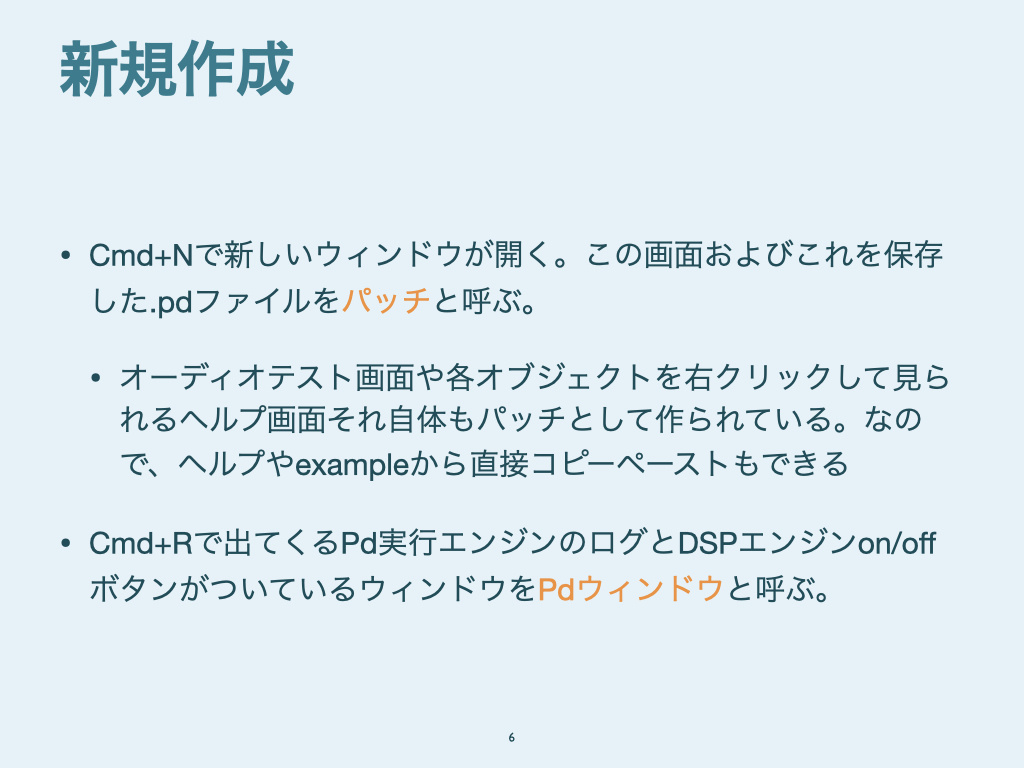 新規作成
• Cmd+Nで新しいウィンドウが開く。この画面およびこれを保存
した.pdファイルをパッチと呼ぶ。
• オーディオテスト画面や各オブジェクトを右クリックして見ら
れるヘルプ画面それ自体もパッチとして作られている。なの
で、ヘルプやexampleから直接コピーペーストもできる
• Cmd+Rで出てくるPd実行エンジンのログとDSPエンジンon/off
ボタンがついているウィンドウをPdウィンドウと呼ぶ。
6